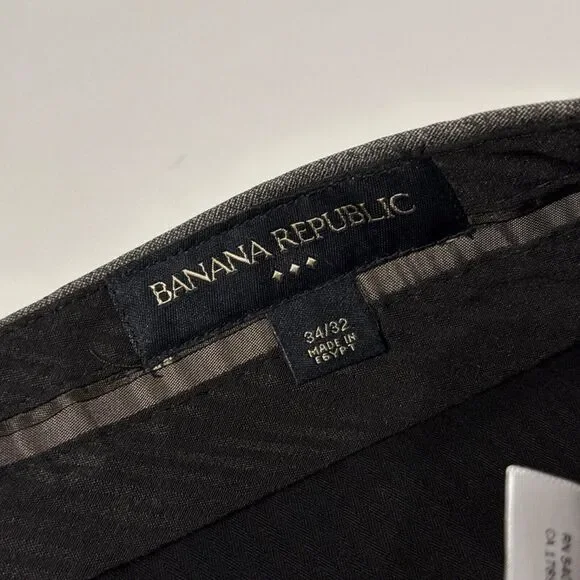 BANANA REPUBLIC
34/32
MADE IN
EGYPT